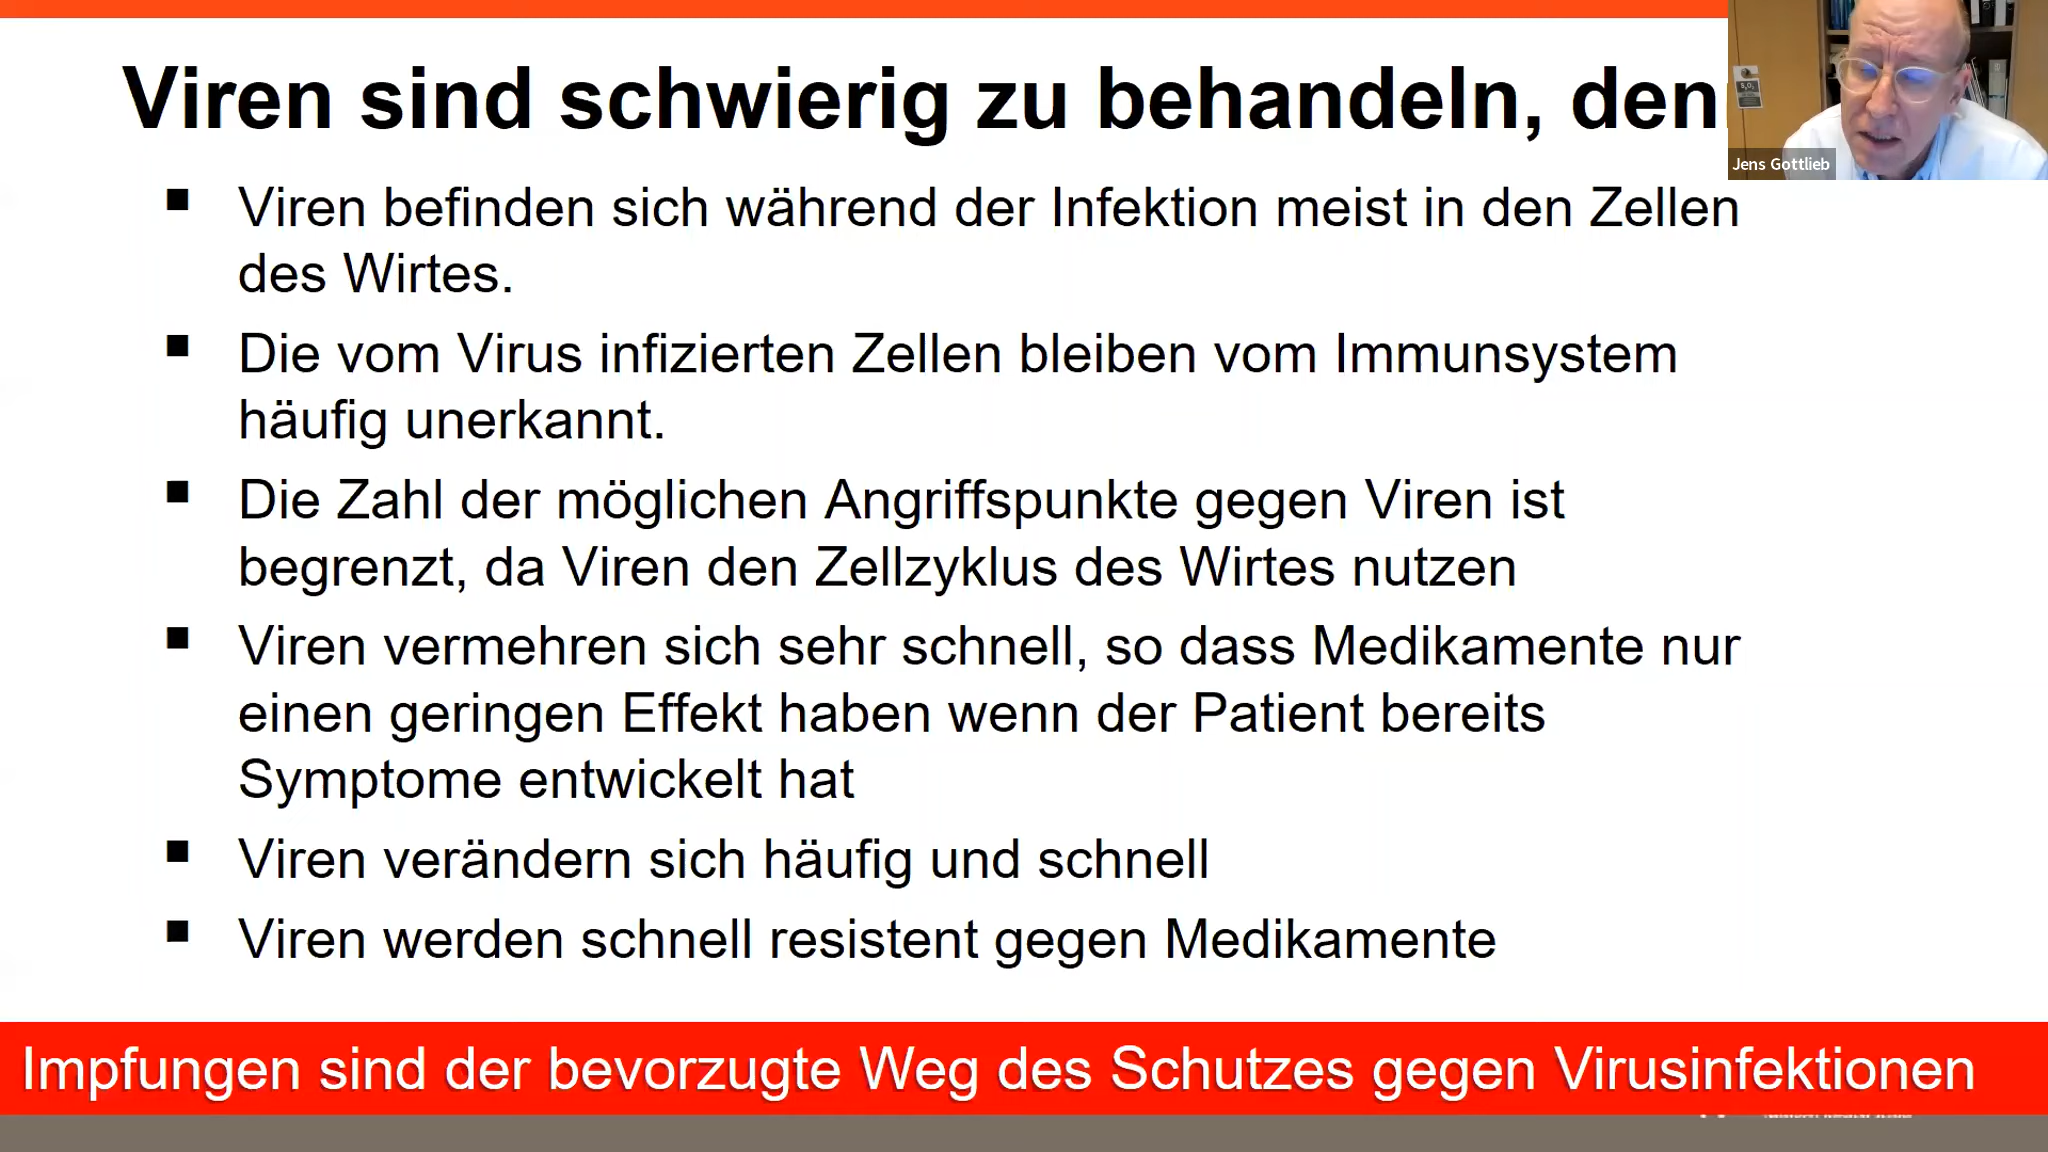 Viren sind schwierig zu behandeln, den
Jens Gottlieb
Viren befinden sich während der Infektion meist in den Zellen
des Wirtes.
Die vom Virus infizierten Zellen bleiben vom Immunsystem
häufig unerkannt.
Die Zahl der möglichen Angriffspunkte gegen Viren ist
begrenzt, da Viren den Zellzyklus des Wirtes nutzen
Viren vermehren sich sehr schnell, so dass Medikamente nur
einen geringen Effekt haben wenn der Patient bereits
Symptome entwickelt hat
Viren verändern sich häufig und schnell
Viren werden schnell resistent gegen Medikamente
Impfungen sind der bevorzugte Weg des Schutzes gegen Virusinfektionen